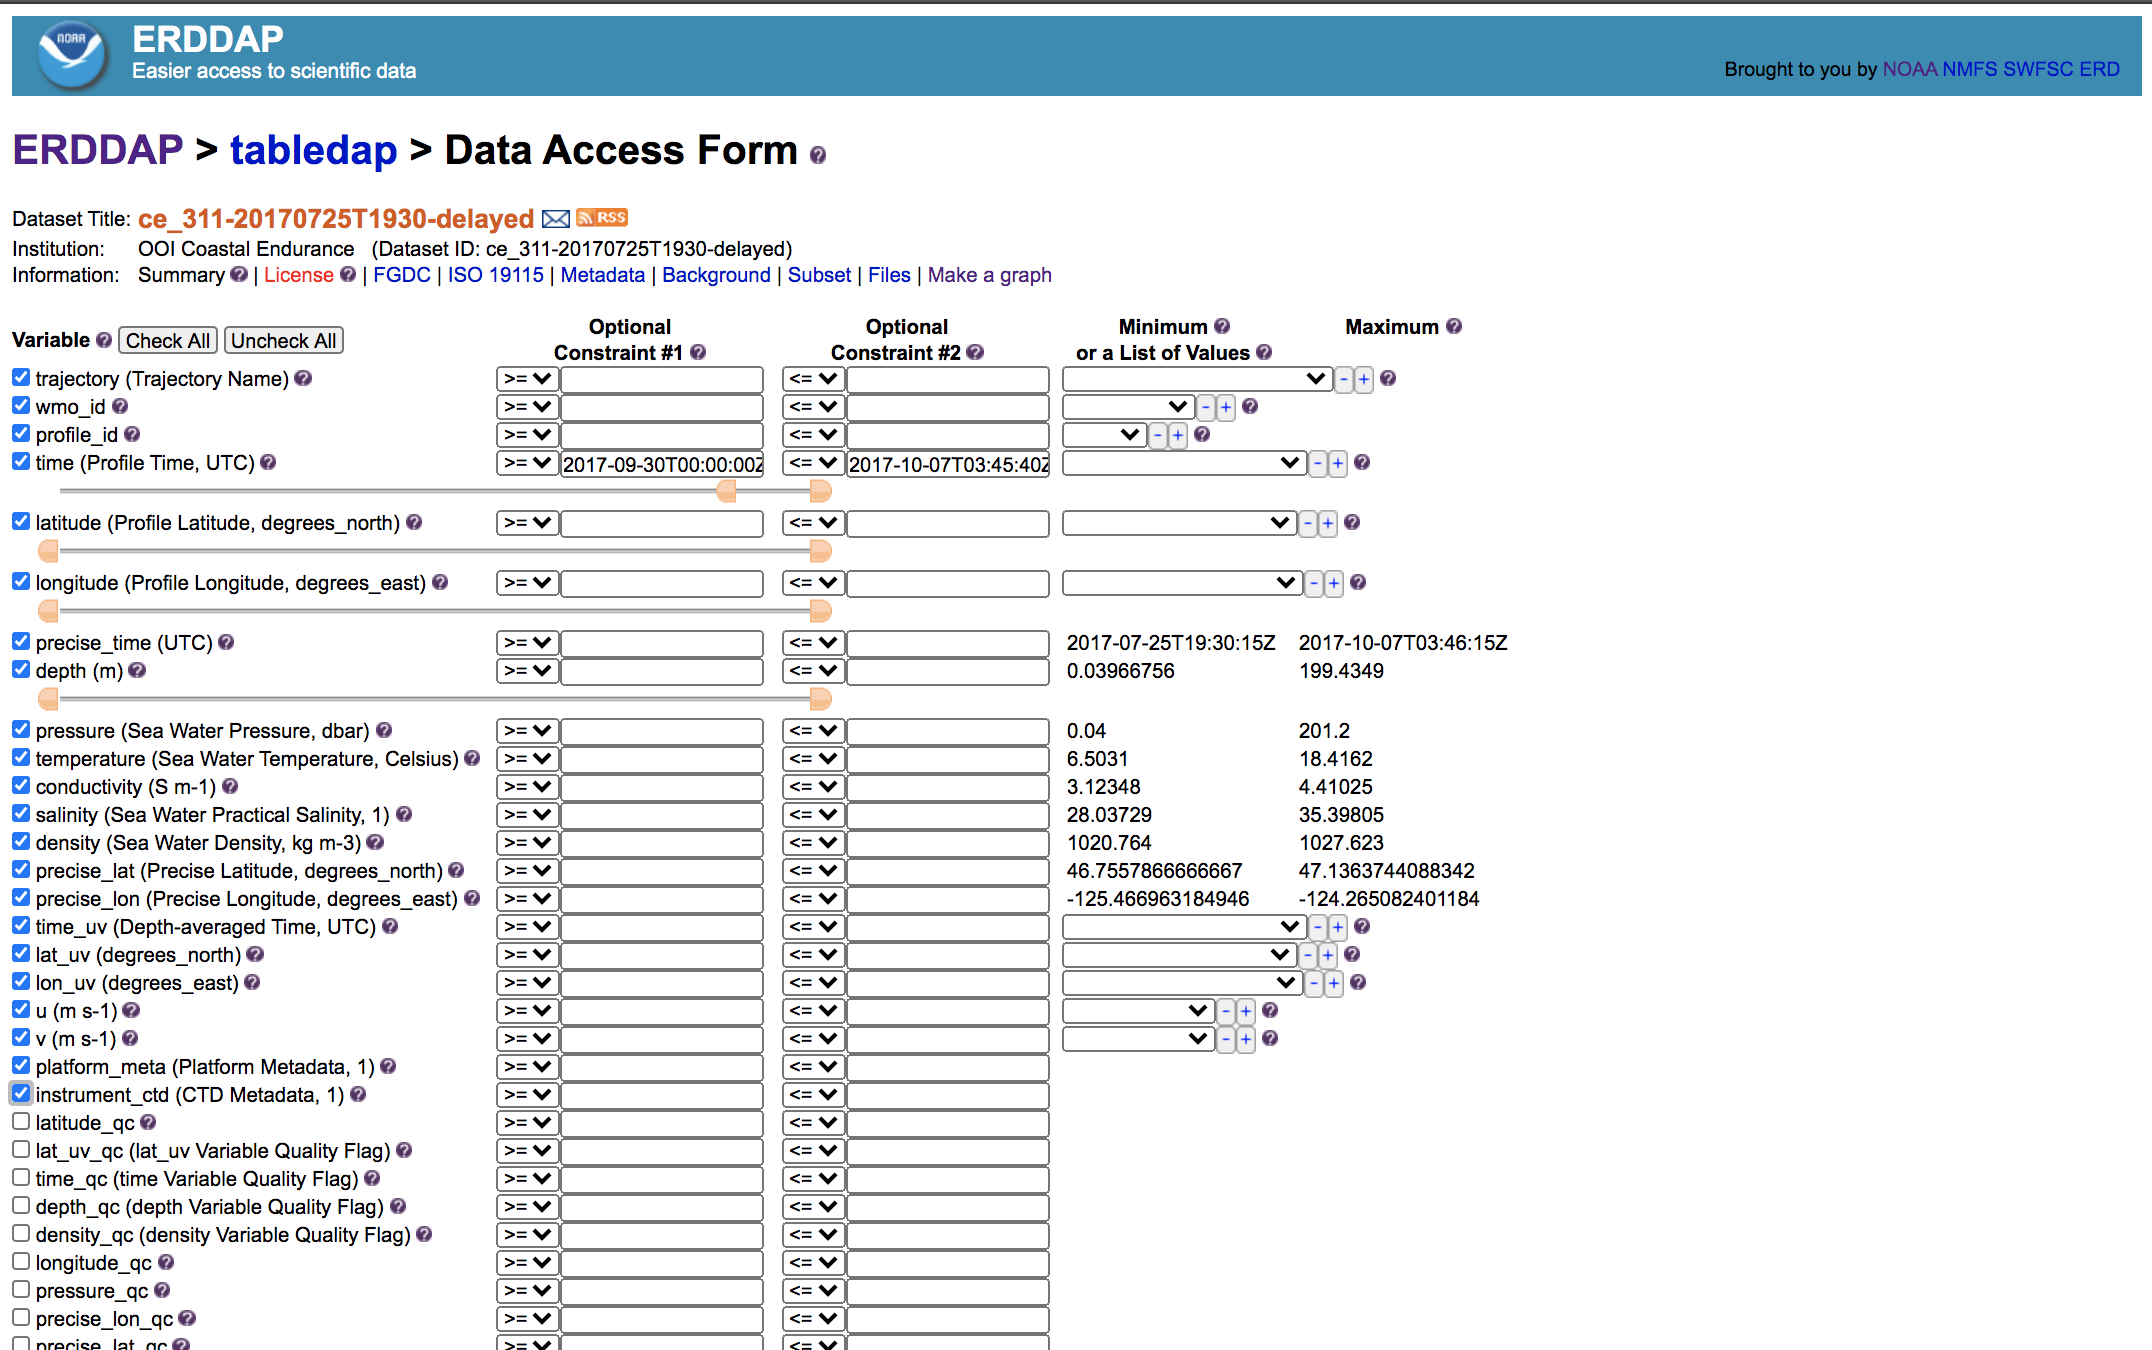 NOAA
ERDDAP
Easier access to scientific data
Brought to you by NOAA NMFS SWFSC ERD
ERDDAP > tabledap > Data Access Form ?
Dataset Title: ce_311-20170725T1930-delayed RSS
Institution: OOI Coastal Endurance (Dataset ID: ce_311-20170725T1930-delayed)
Information: Summary ? | License ? | FGDC | ISO 19115 | Metadata | Background | Subset | Files | Make a graph
Variable ? Check All Uncheck All Optional Constraint #1 ? Optional Constraint #2 ? Minimum ? or a List of Values ? Maximum ?
trajectory (Trajectory Name) ? >= <= - + ?
wmo_id ? >= <= - + ?
profile_id ? >= <= - + ?
time (Profile Time, UTC) ? >= 2017-09-30T00:00:00Z <= 2017-10-07T03:45:40Z - + ?
latitude (Profile Latitude, degrees_north) ? >= <= - + ?
longitude (Profile Longitude, degrees_east) ? >= <= - + ?
precise_time (UTC) ? >= <= 2017-07-25T19:30:15Z 2017-10-07T03:46:15Z
depth (m) ? >= <= 0.03966756 199.4349
pressure (Sea Water Pressure, dbar) ? >= <= 0.04 201.2
temperature (Sea Water Temperature, Celsius) ? >= <= 6.5031 18.4162
conductivity (S m-1) ? >= <= 3.12348 4.41025
salinity (Sea Water Practical Salinity, 1) ? >= <= 28.03729 35.39805
density (Sea Water Density, kg m-3) ? >= <= 1020.764 1027.623
precise_lat (Precise Latitude, degrees_north) ? >= <= 46.7557866666667 47.1363744088342
precise_lon (Precise Longitude, degrees_east) ? >= <= -125.466963184946 -124.265082401184
time_uv (Depth-averaged Time, UTC) ? >= <= - + ?
lat_uv (degrees_north) ? >= <= - + ?
lon_uv (degrees_east) ? >= <= - + ?
u (m s-1) ? >= <= - + ?
v (m s-1) ? >= <= - + ?
platform_meta (Platform Metadata, 1) ? >= <=
instrument_ctd (CTD Metadata, 1) ? >= <=
latitude_qc ? >= <=
lat_uv_qc (lat_uv Variable Quality Flag) ? >= <=
time_qc (time Variable Quality Flag) ? >= <=
depth_qc (depth Variable Quality Flag) ? >= <=
density_qc (density Variable Quality Flag) ? >= <=
longitude_qc ? >= <=
pressure_qc ? >= <=
precise_lon_qc ? >= <=
precise_lat_qc ? >= <=